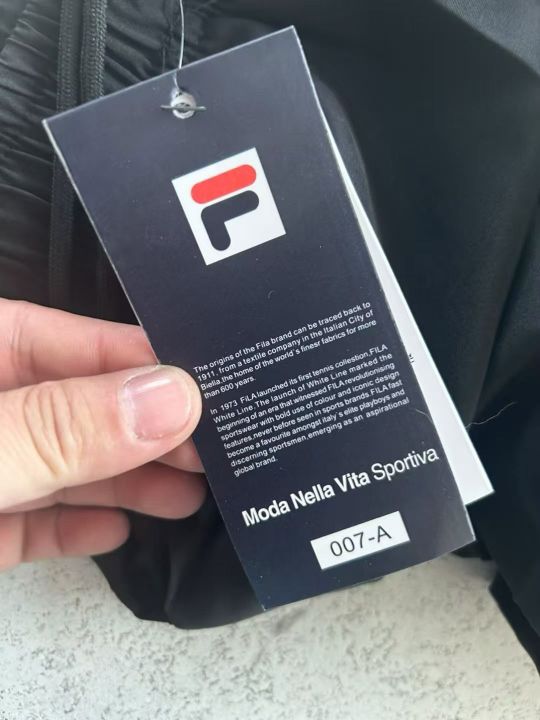 F
The origins of the Fila brand can be traced back to
1911, from a textile company in the Italian City of
Biella,the home of the world's finesr fabrics for more
than 600 years.
In 1973 FILAlaunched its first tennis collection.FILA
White Line The launch of White Line marked the
beginning of an era that witnessed FILA revolutionising
sportswear with bold use of colour and iconic design
features,never before seen in sports brands.FILA fast
become a favourite amongst italy's elite playboys and
discerning sportsmen,emerging as an aspirational
global brand.
Moda Nella Vita Sportiva
007-A